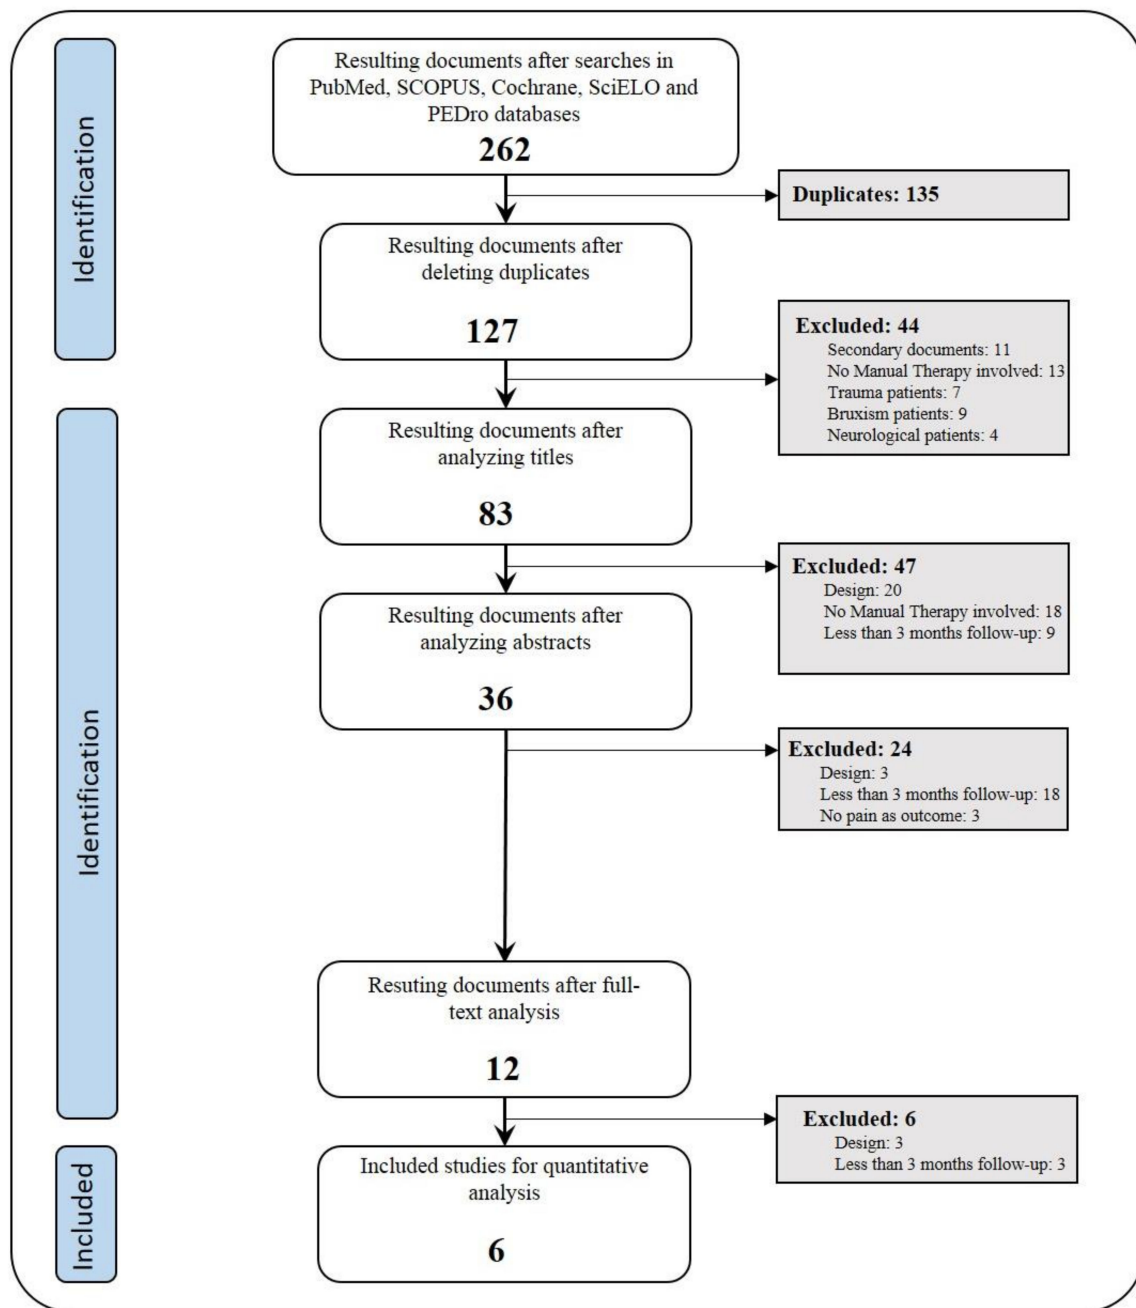 Identification
Resulting documents after searches in
PubMed, SCOPUS, Cochrane, SciELO and
PEDro databases
262
Duplicates: 135
Resulting documents after
deleting duplicates
127
Excluded: 44
Secondary documents: 11
No Manual Therapy involved: 13
Trauma patients: 7
Bruxism patients: 9
Neurological patients: 4
Identification
Resulting documents after
analyzing titles
83
Excluded: 47
Design: 20
No Manual Therapy involved: 18
Less than 3 months follow-up: 9
Resulting documents after
analyzing abstracts
36
Excluded: 24
Design: 3
Less than 3 months follow-up: 18
No pain as outcome: 3
Resuting documents after full-
text analysis
12
Excluded: 6
Design: 3
Less than 3 months follow-up: 3
Included
Included studies for quantitative
analysis
6